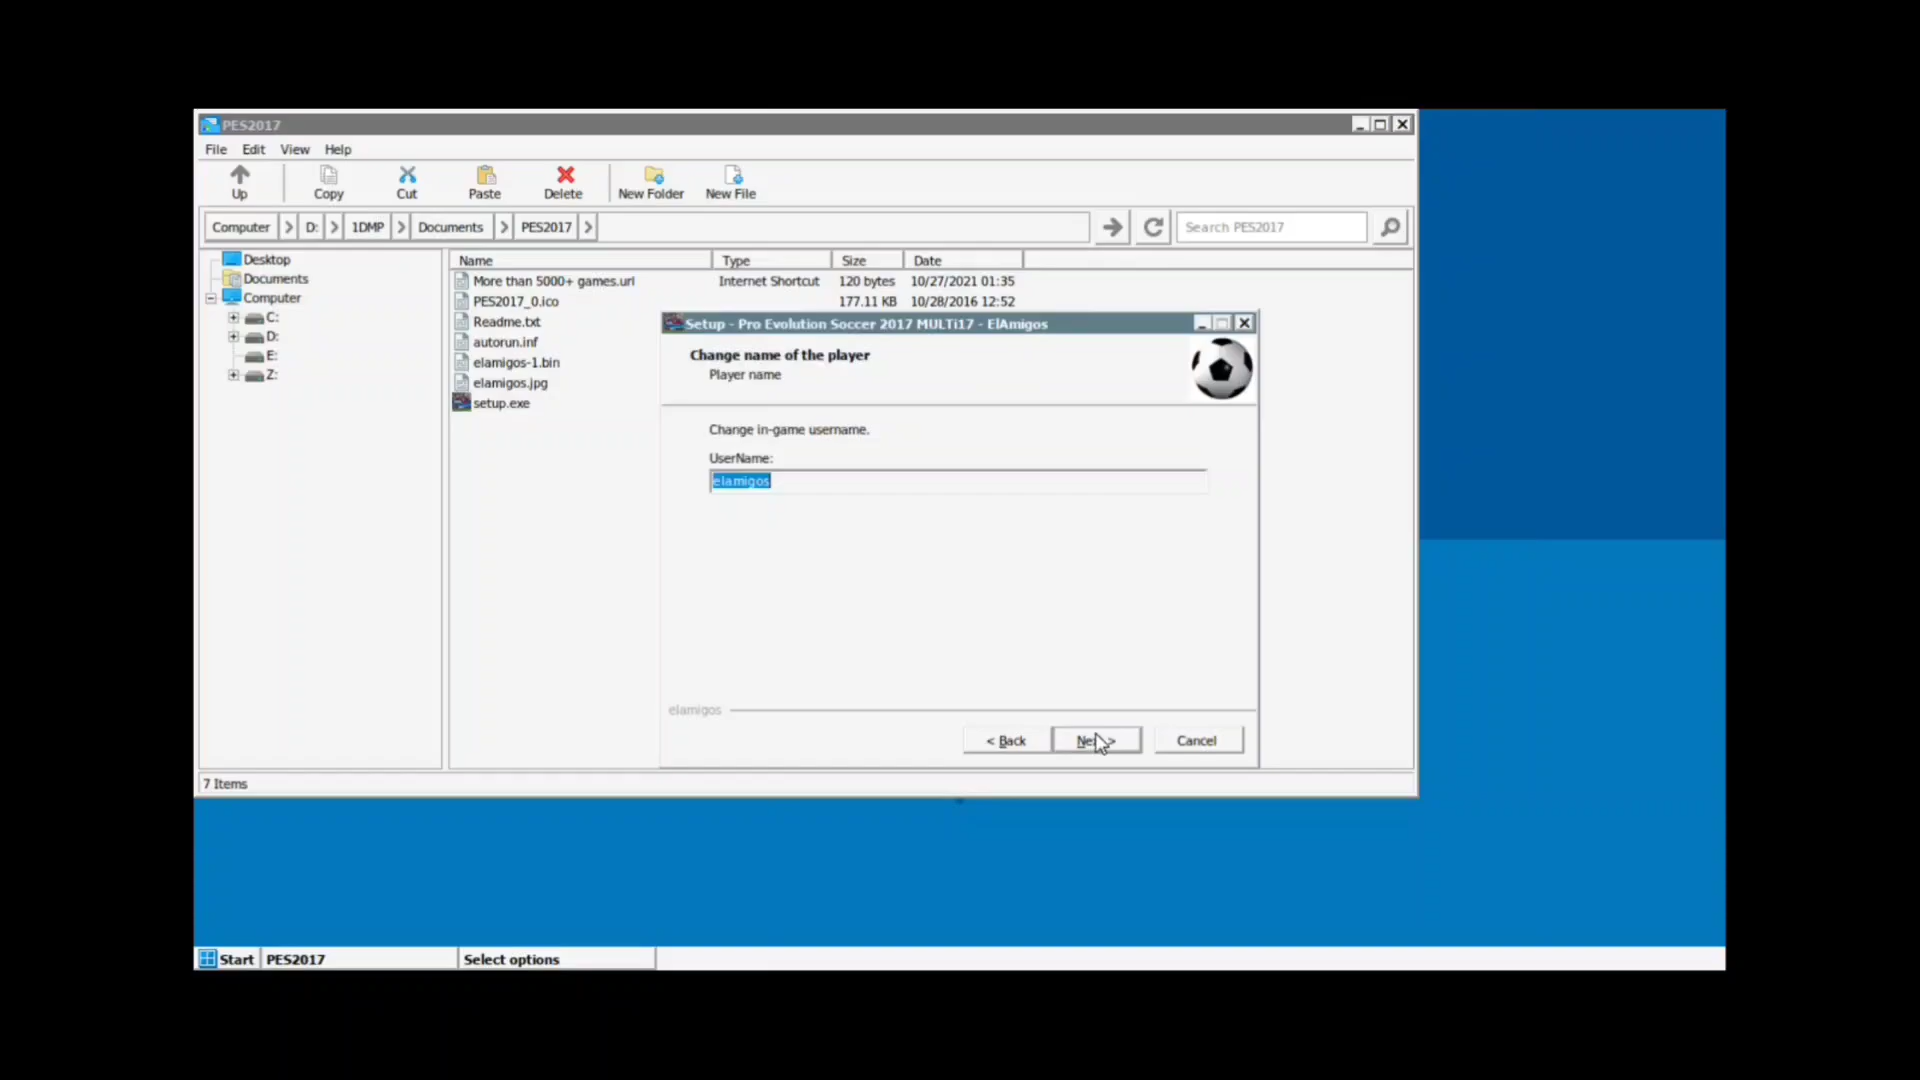 PES2017
File Edit View Help
Up Copy Cut Paste Delete New Folder New File
Computer D: 1DMP Documents PES2017 Search PES2017
Desktop
Documents
Computer
C:
D:
E:
Z:
Name Type Size Date
More than 5000+ games.url Internet Shortcut 120 bytes 10/27/2021 01:35
PES2017_0.ico 177.11 KB 10/28/2016 12:52
Readme.txt
autorun.inf
elamigos-1.bin
elamigos.jpg
setup.exe
Setup - Pro Evolution Soccer 2017 MULTi17 - ElAmigos
Change name of the player
Player name
Change in-game username.
UserName:
elamigos
elamigos
< Back Cancel
7 Items
Start PES2017 Select options